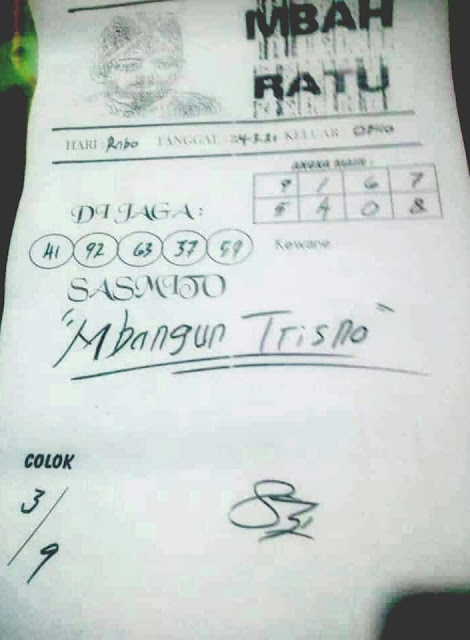 MBAH
RATU
HARI: Rabo TANGGAL 24-3-21 KELUAR
ANGKA MAIN :
9 1 6 7
5 4 0 8
DI JAGA :
41 92 63 37 59
Kewane
SASMITO
"Mbangun Trisno"
COLOK
3/9